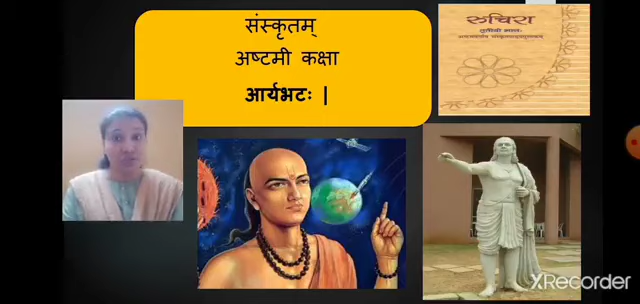 संस्कृतम्
अष्टमी कक्षा
आर्यभटः |
रुचिरा
तृतीयो भागः
XRecorder